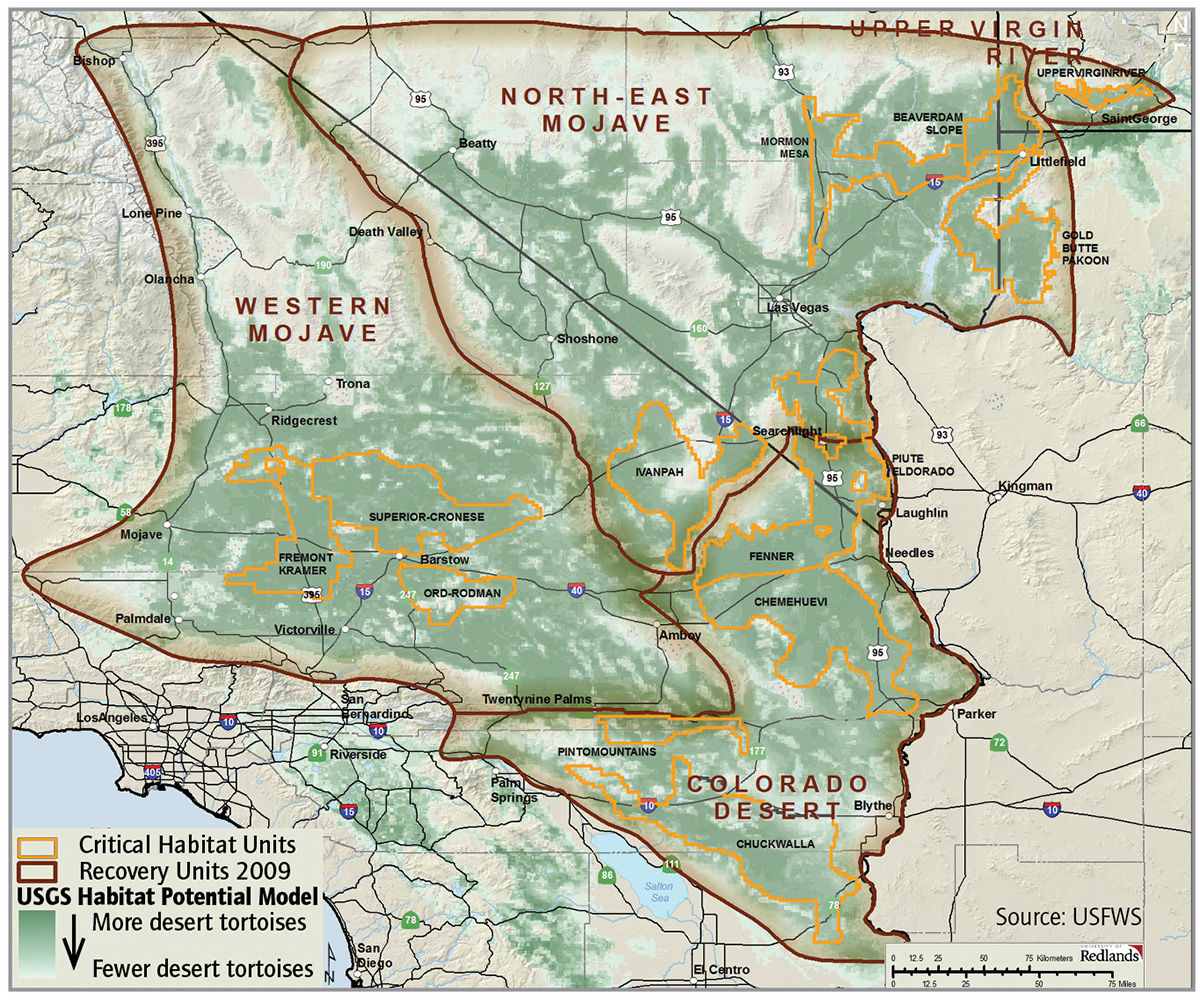 UPPER VIRGIN
RIVER
N
Bishop
93
UPPERVIRGINRIVER
95
NORTH-EAST
MOJAVE
BEAVERDAM
SLOPE
SaintGeorge
395
Beatty
MORMON
MESA
Littlefield
15
Lone Pine
95
Death Valley
GOLD
BUTTE
PAKOON
190
Olancha
WESTERN
MOJAVE
Las Vegas
160
Shoshone
Trona
127
178
Ridgecrest
15
66
Searchlight
93
IVANPAH
PIUTE
ELDORADO
95
Kingman
40
58
SUPERIOR-CRONESE
Laughlin
Mojave
14
FREMONT
KRAMER
Barstow
FENNER
Needles
395
15
247
ORD-RODMAN
40
CHEMEHUEVI
Palmdale
Victorville
Amboy
95
247
Twentynine Palms
San
Bernardino
LosAngeles
10
10
Parker
91
Riverside
PINTOMOUNTAINS
177
72
405
Palm
Springs
COLORADO
DESERT
15
10
Blythe
10
CHUCKWALLA
111
86
Salton
Sea
78
78
San
Diego
El Centro
Critical Habitat Units
Recovery Units 2009
USGS Habitat Potential Model
More desert tortoises
Fewer desert tortoises
Source: USFWS
UNIVERSITY OF
Redlands
0 12.5 25 50 75 Kilometers
0 12.5 25 50 75 Miles